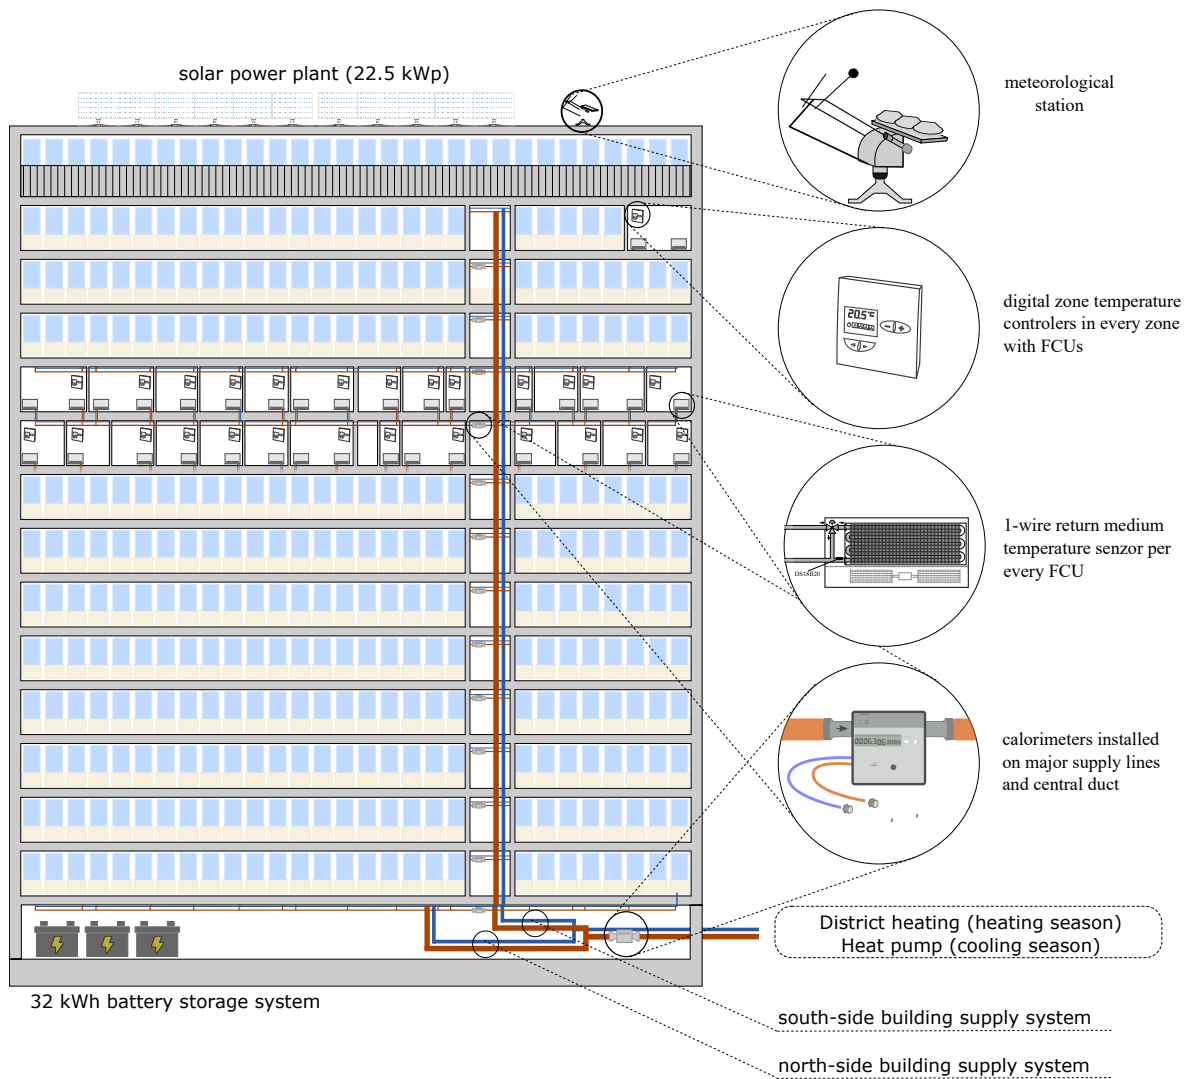 solar power plant (22.5 kWp)
meteorological
station
20.5 °C
digital zone temperature
controlers in every zone
with FCUs
1-wire return medium
temperature senzor per
every FCU
DS18B20
calorimeters installed
on major supply lines
and central duct
District heating (heating season)
Heat pump (cooling season)
32 kWh battery storage system
south-side building supply system
north-side building supply system